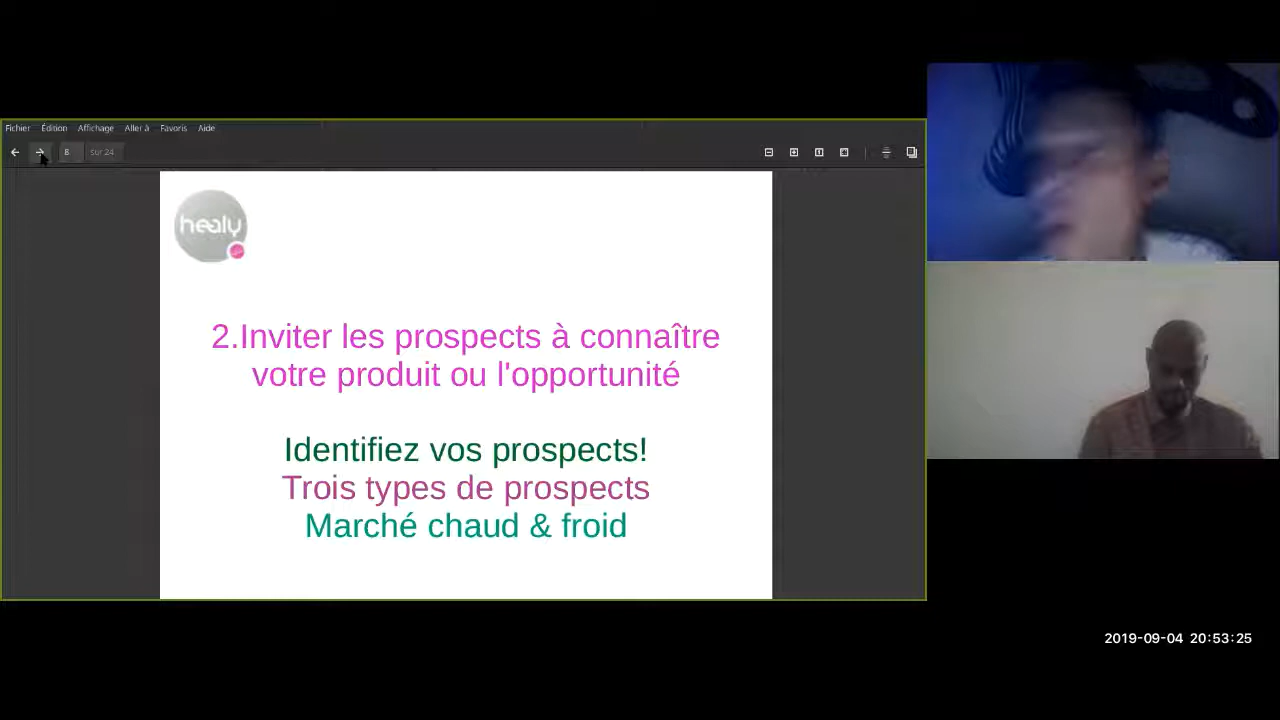 Fichier Édition Affichage Aller à Favoris Aide
8 sur 24
healy
2.Inviter les prospects à connaître
votre produit ou l'opportunité
Identifiez vos prospects!
Trois types de prospects
Marché chaud & froid
2019-09-04 20:53:25